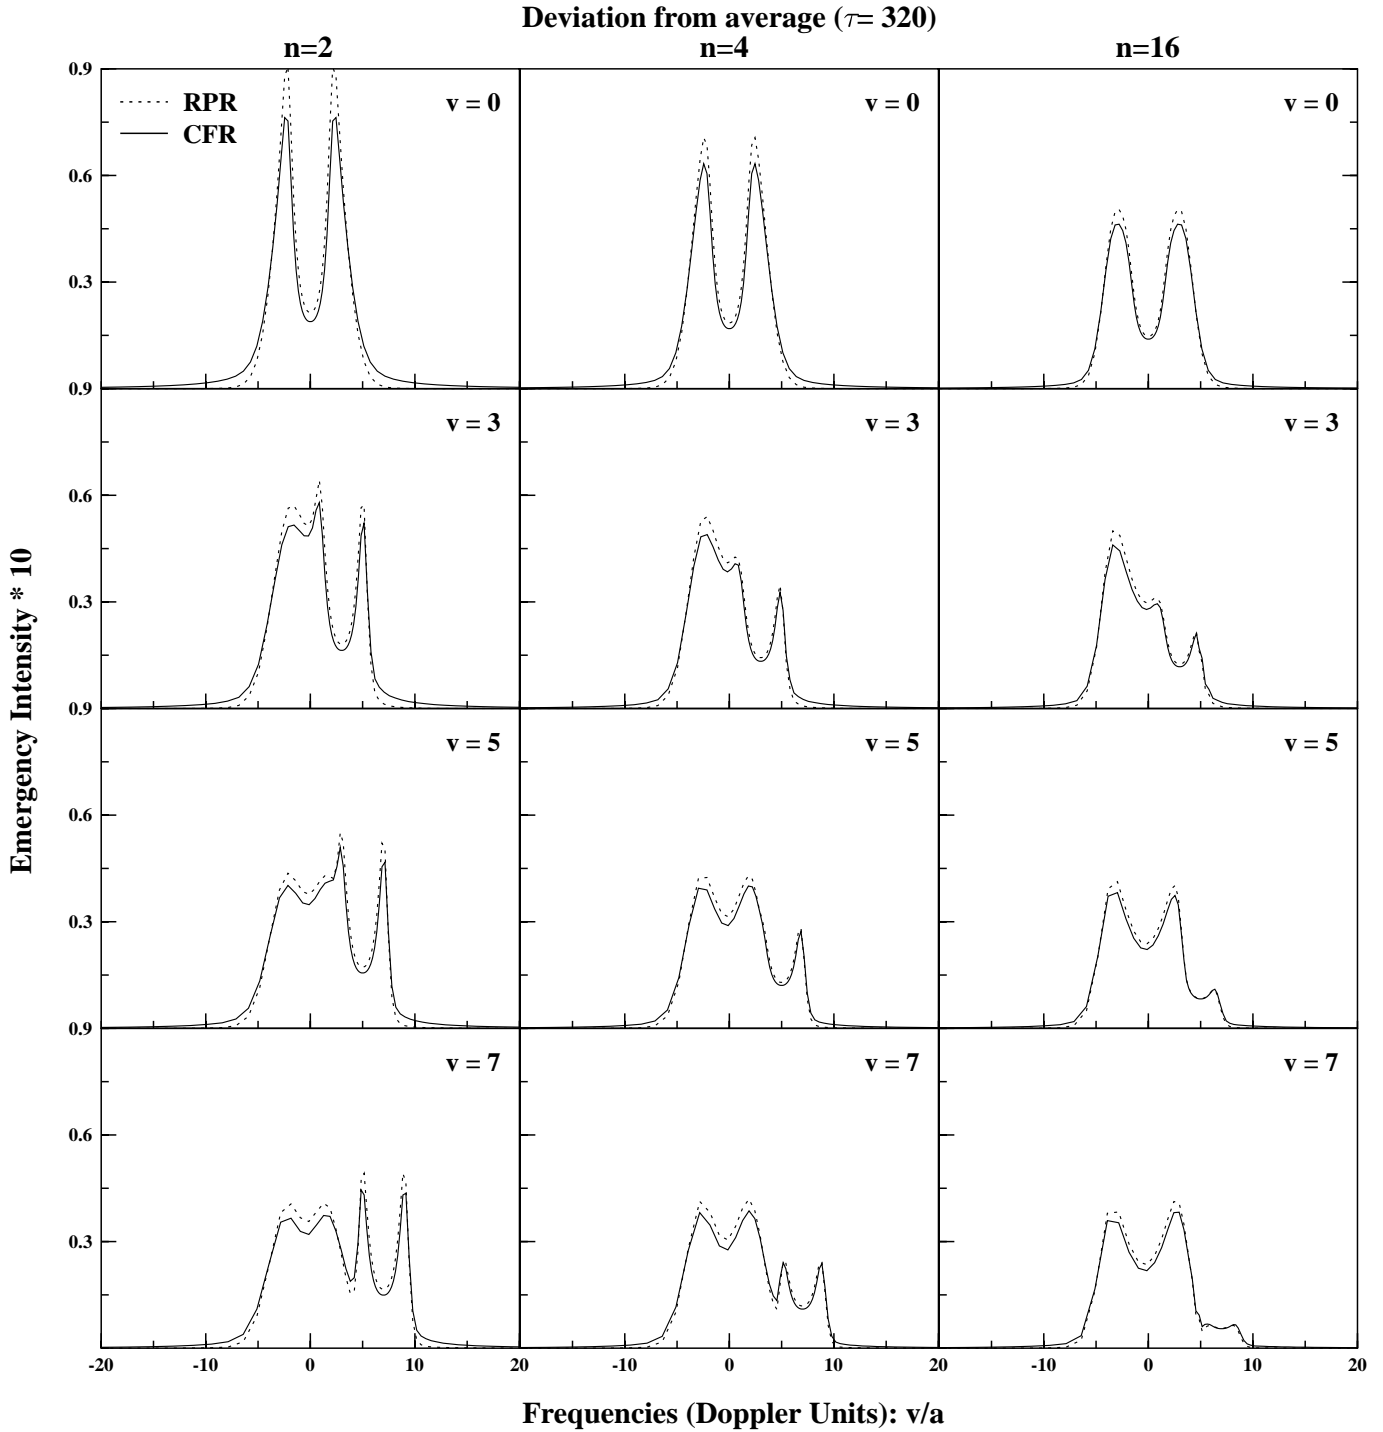 Deviation from average (τ= 320)
n=2 n=4 n=16
0.9
RPR
CFR
v = 0 v = 0 v = 0
0.6
0.3
0.9
v = 3 v = 3 v = 3
0.6
0.3
0.9
v = 5 v = 5 v = 5
0.6
0.3
0.9
v = 7 v = 7 v = 7
0.6
0.3
-20 -10 0 10 20 -10 0 10 20 -10 0 10 20
Emergency Intensity * 10
Frequencies (Doppler Units): v/a